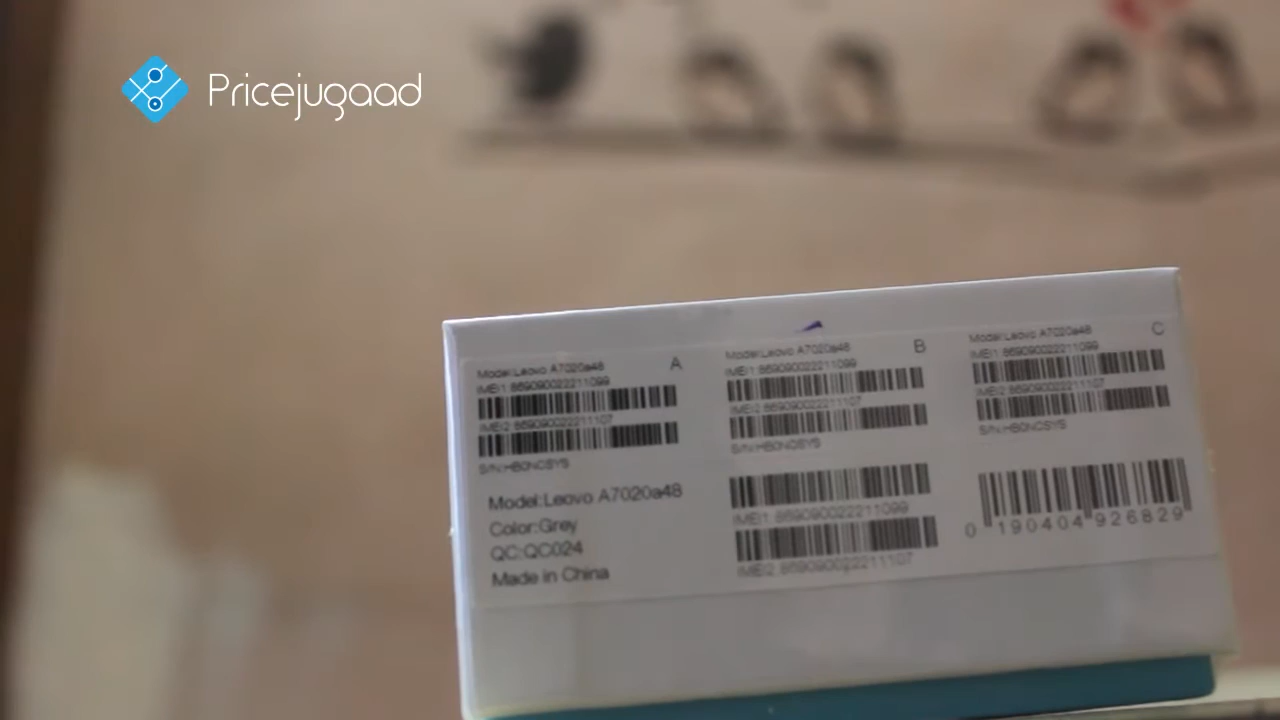 Pricejugaad
Model:Leovo A7020a48
A
IMEI1:869090022211099
IMEI2:869090022211107
S/N:HB0NCSYS
Model:Leovo A7020a48
B
IMEI1:869090022211099
IMEI2:869090022211107
S/N:HB0NCSYS
Model:Leovo A7020a48
C
IMEI1:869090022211099
IMEI2:869090022211107
S/N:HB0NCSYS
Model:Leovo A7020a48
Color:Grey
QC:QC024
Made in China
IMEI1:869090022211099
IMEI2:869090022211107
0 190404 926829